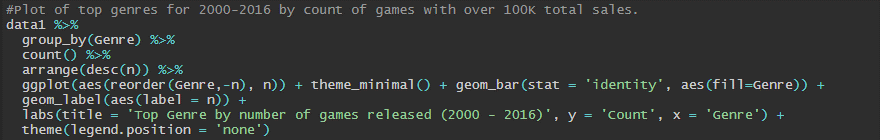 #Plot of top genres for 2000-2016 by count of games with over 100K total sales.
data1 %>%
  group_by(Genre) %>%
  count() %>%
  arrange(desc(n)) %>%
  ggplot(aes(reorder(Genre,-n), n)) + theme_minimal() + geom_bar(stat = 'identity', aes(fill=Genre)) +
  geom_label(aes(label = n)) +
  labs(title = 'Top Genre by number of games released (2000 - 2016)', y = 'Count', x = 'Genre') +
  theme(legend.position = 'none')